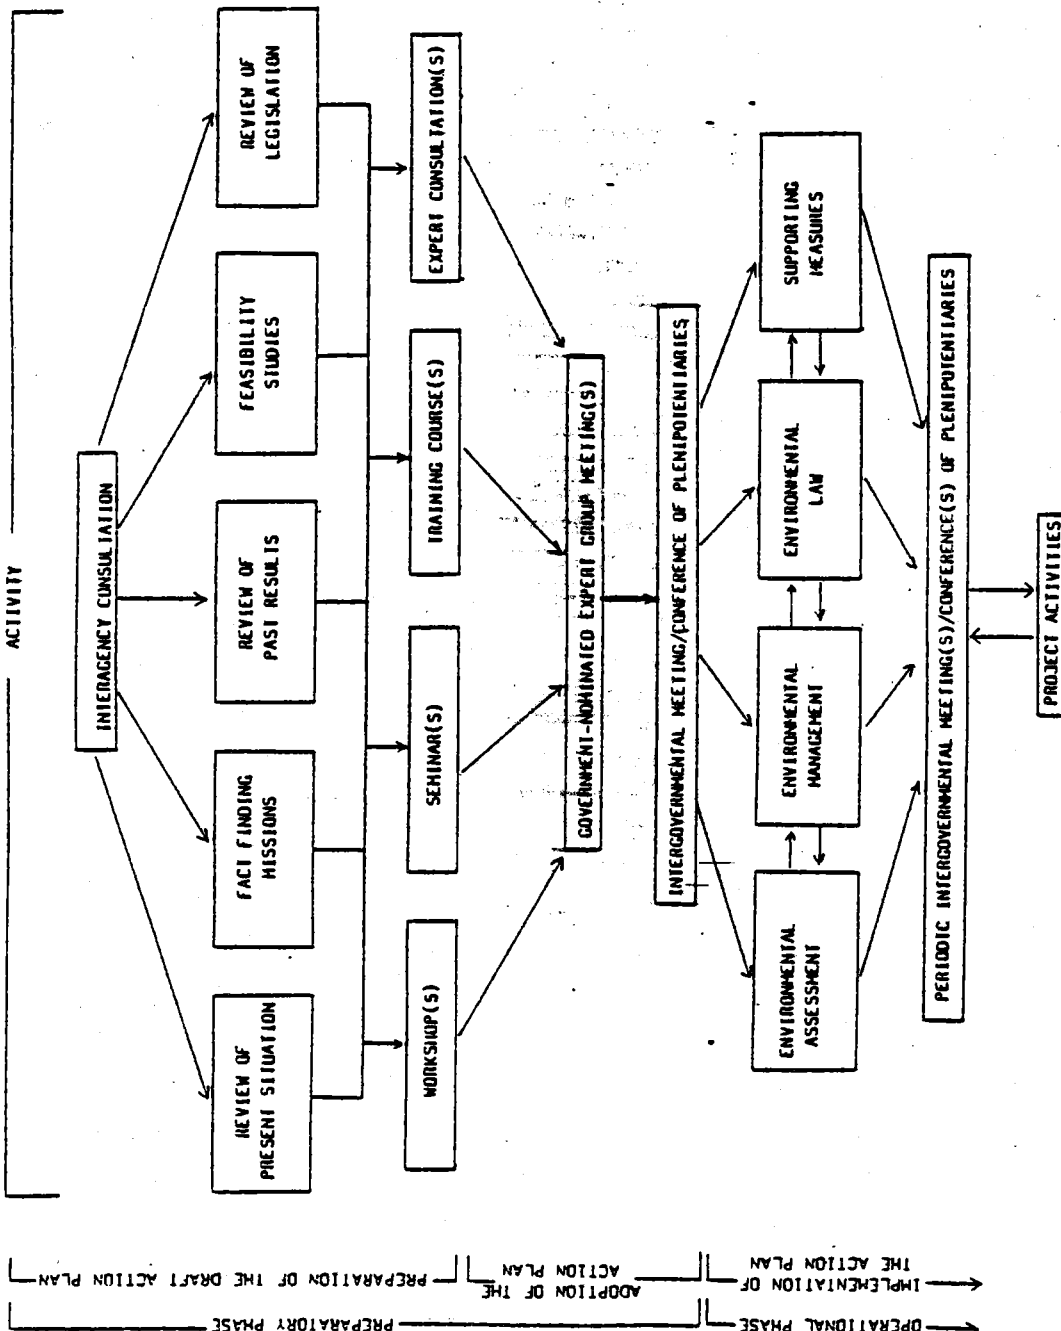 ACTIVITY
INTERAGENCY CONSULTATION
REVIEW OF
PRESENT SITUATION
FACT FINDING
MISSIONS
REVIEW OF
PAST RESULTS
FEASIBILITY
STUDIES
REVIEW OF
LEGISLATION
WORKSHOP(S)
SEMINAR(S)
TRAINING COURSE(S)
EXPERT CONSULTATION(S)
GOVERNMENT-NOMINATED EXPERT GROUP MEETING(S)
INTERGOVERNMENTAL MEETING/CONFERENCE OF PLENIPOTENTIARIES
ENVIRONMENTAL
ASSESSMENT
ENVIRONMENTAL
MANAGEMENT
ENVIRONMENTAL
LAW
SUPPORTING
MEASURES
PERIODIC INTERGOVERNMENTAL MEETING(S)/CONFERENCE(S) OF PLENIPOTENTIARIES
PROJECT ACTIVITIES
PREPARATION OF THE DRAFT ACTION PLAN
ADOPTION OF THE
ACTION PLAN
IMPLEMENTATION OF
THE ACTION PLAN
PREPARATORY PHASE
OPERATIONAL PHASE